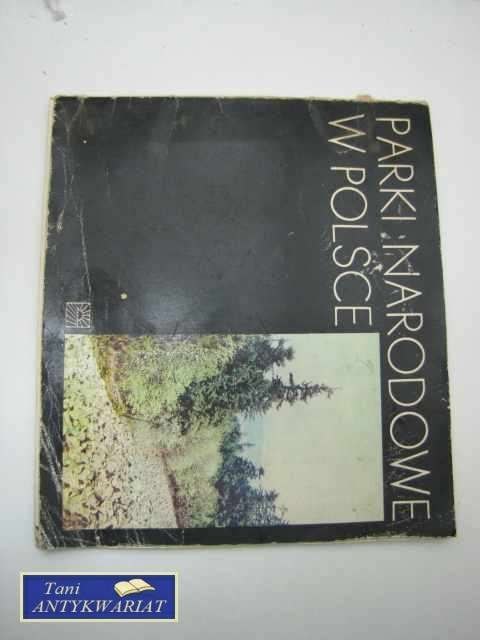 PARKI NARODOWE
W POLSCE
Tani
ANTYKWARIAT